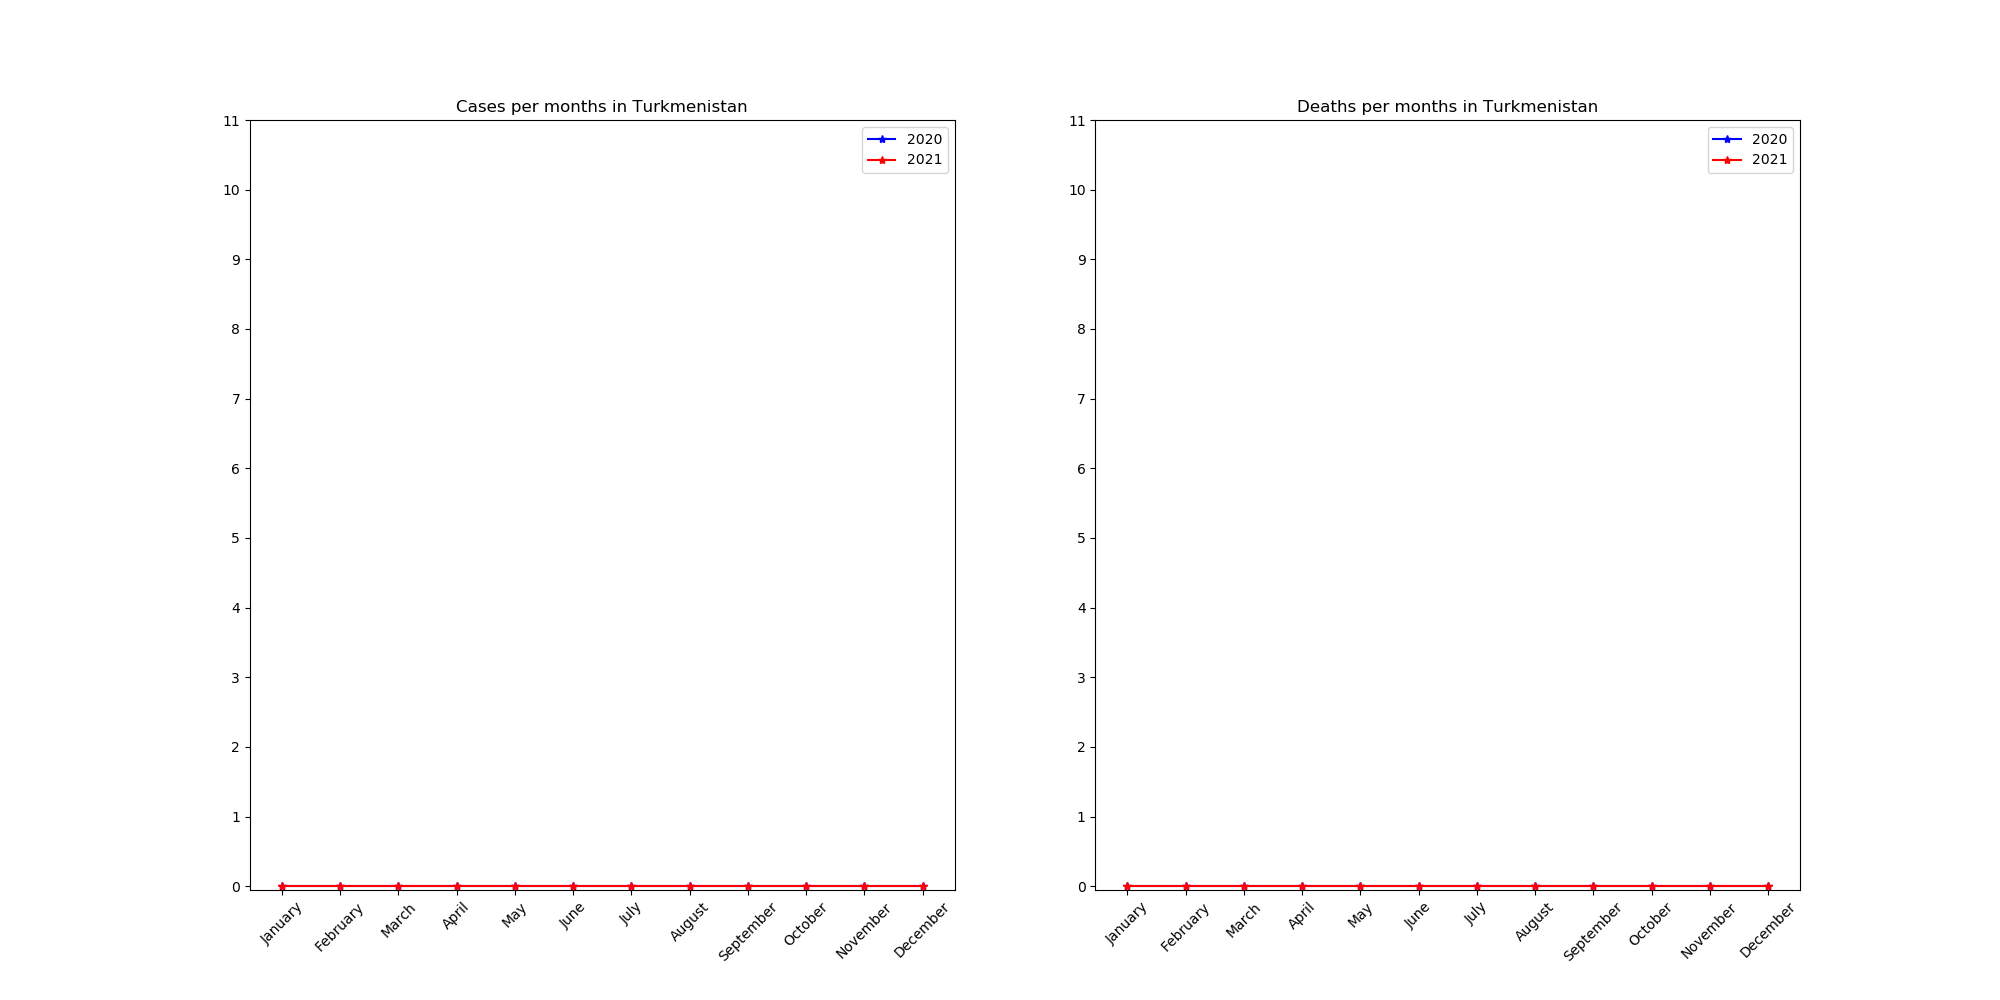 Cases per months in Turkmenistan
2020
2021
11
10
9
8
7
6
5
4
3
2
1
0
January
February
March
April
May
June
July
August
September
October
November
December
Deaths per months in Turkmenistan
2020
2021
11
10
9
8
7
6
5
4
3
2
1
0
January
February
March
April
May
June
July
August
September
October
November
December